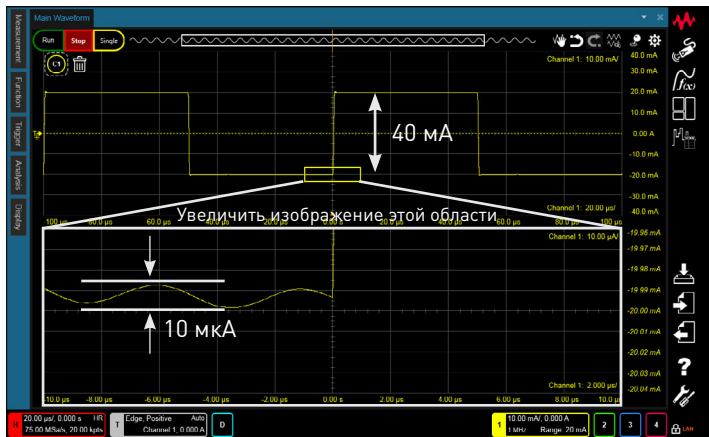 Main Waveform
Measurement
Function
Trigger
Analysis
Display
Run
Stop
Single
C1
Channel 1: 10.00 mA/
40.0 mA
30.0 mA
20.0 mA
10.0 mA
0.00 A
-10.0 mA
-20.0 mA
-30.0 mA
40.0 mA
40 мА
Channel 1: 20.00 µs/
100 µs
80.0 µs
60.0 µs
40.0 µs
20.0 µs
0.00 s
20.0 µs
40.0 µs
60.0 µs
80.0 µs
100 µs
Увеличить изображение этой области
Channel 1: 10.00 µA/
-19.96 mA
-19.97 mA
-19.98 mA
-19.99 mA
-20.00 mA
-20.01 mA
-20.02 mA
-20.03 mA
-20.04 mA
10 мкА
Channel 1: 2.000 µs/
-10.0 µs
-8.00 µs
-6.00 µs
-4.00 µs
-2.00 µs
0.00 s
2.00 µs
4.00 µs
6.00 µs
8.00 µs
10.0 µ
f(x)
?
H
20.00 µs/, 0.000 s HR
75.00 MSa/s, 20.00 kpts
T
Edge, Positive Auto
Channel 1, 0.000 A
D
1
10.00 mA/, 0.000 A
1 MHz Range 20 mA
2
3
4
LAN